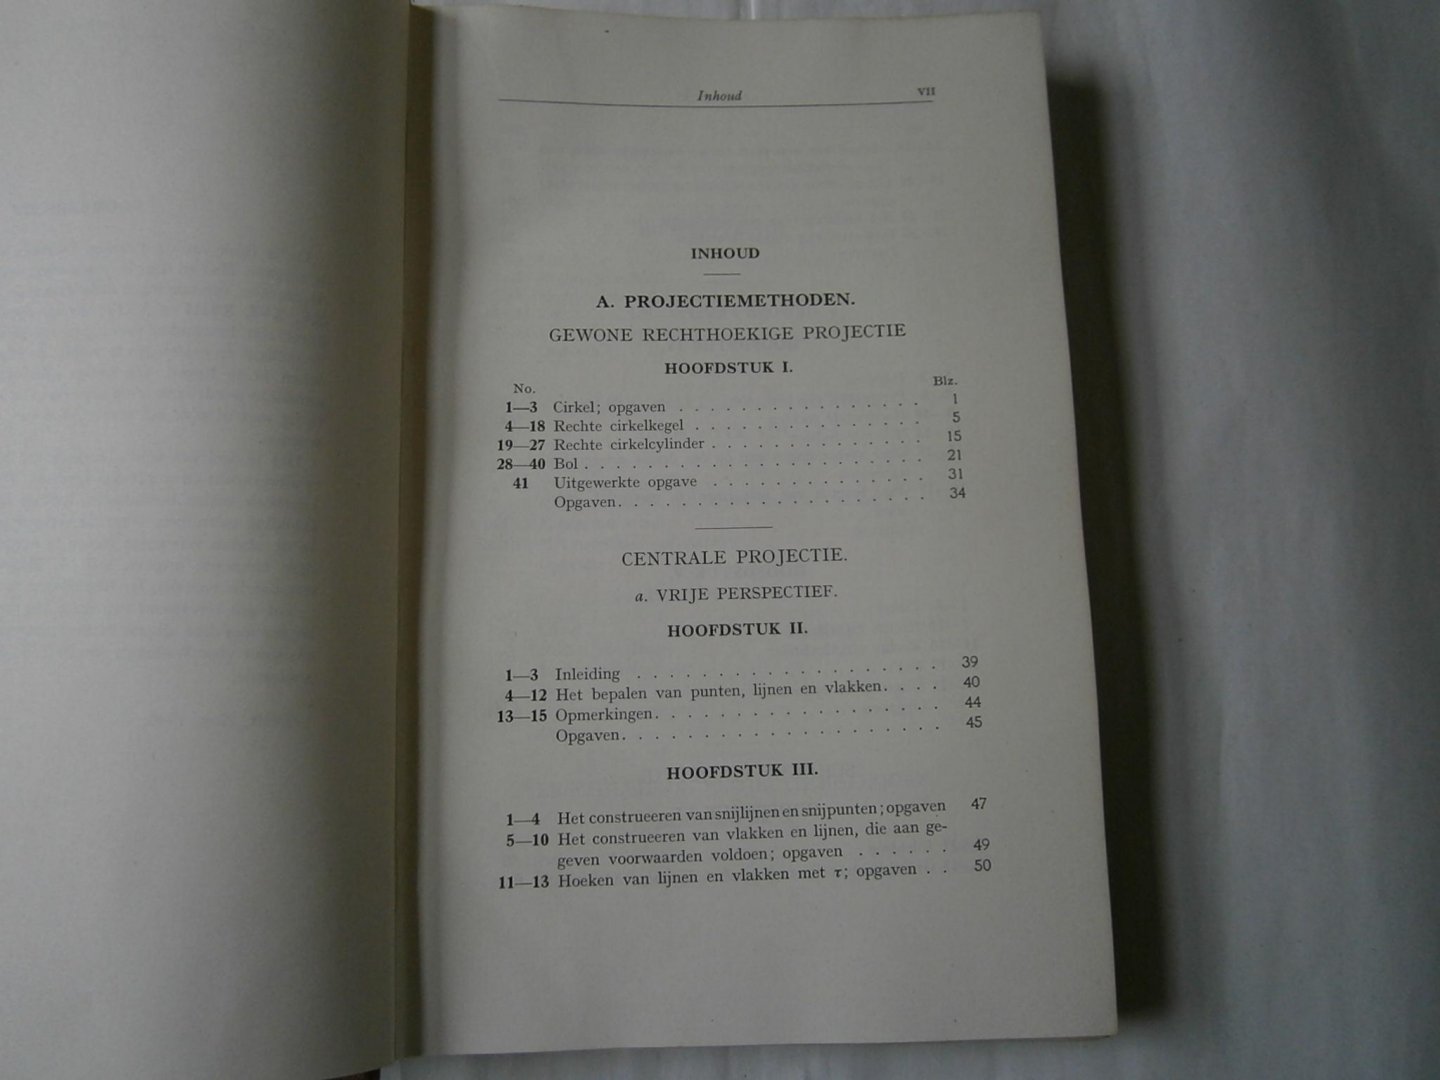 Inhoud VII
INHOUD
A. PROJECTIEMETHODEN.
GEWONE RECHTHOEKIGE PROJECTIE
HOOFDSTUK I.
No. Blz.
1—3 Cirkel; opgaven . . . . . . . . . . . . . . . 1
4—18 Rechte cirkelkegel . . . . . . . . . . . . . . 5
19—27 Rechte cirkelcylinder . . . . . . . . . . . . . 15
28—40 Bol . . . . . . . . . . . . . . . . . . . . . 21
41 Uitgewerkte opgave . . . . . . . . . . . . . 31
Opgaven. . . . . . . . . . . . . . . . . . . . 34
CENTRALE PROJECTIE.
a. VRIJE PERSPECTIEF.
HOOFDSTUK II.
1—3 Inleiding . . . . . . . . . . . . . . . . . . . 39
4—12 Het bepalen van punten, lijnen en vlakken. . . . 40
13—15 Opmerkingen. . . . . . . . . . . . . . . . . . 44
Opgaven. . . . . . . . . . . . . . . . . . . . 45
HOOFDSTUK III.
1—4 Het construeeren van snijlijnen en snijpunten; opgaven 47
5—10 Het construeeren van vlakken en lijnen, die aan ge-
geven voorwaarden voldoen; opgaven . . . . . . 49
11—13 Hoeken van lijnen en vlakken met τ; opgaven . . 50